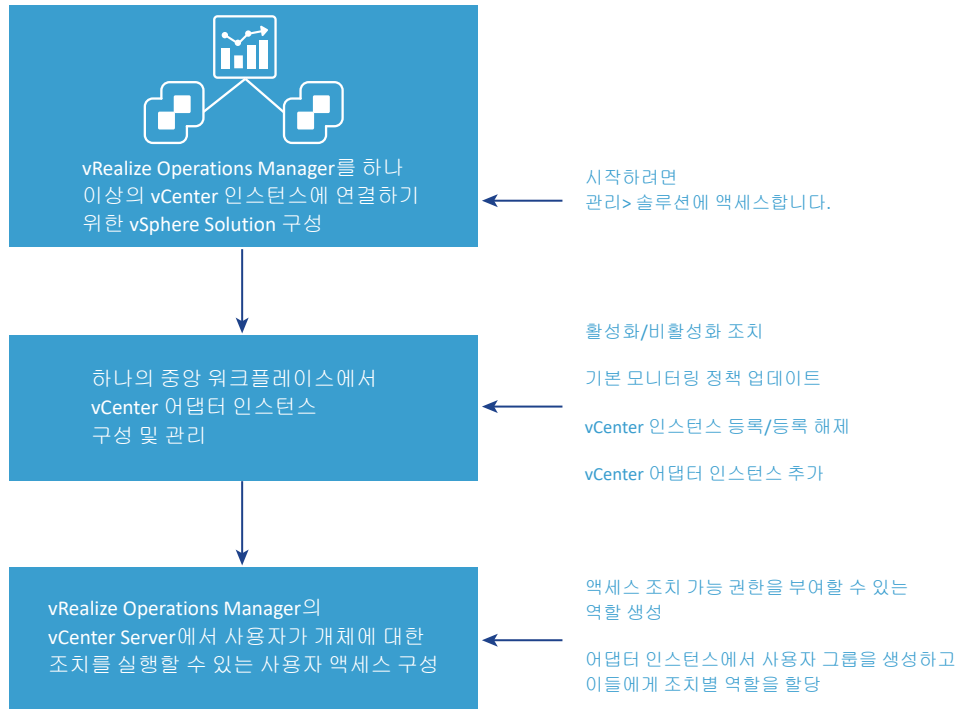 vRealize Operations Manager를 하나
이상의 vCenter 인스턴스에 연결하기
위한 vSphere Solution 구성
시작하려면
관리> 솔루션에 액세스합니다.
하나의 중앙 워크플레이스에서
vCenter 어댑터 인스턴스
구성 및 관리
활성화/비활성화 조치
기본 모니터링 정책 업데이트
vCenter 인스턴스 등록/등록 해제
vCenter 어댑터 인스턴스 추가
vRealize Operations Manager의
vCenter Server에서 사용자가 개체에 대한
조치를 실행할 수 있는 사용자 액세스 구성
액세스 조치 가능 권한을 부여할 수 있는
역할 생성
어댑터 인스턴스에서 사용자 그룹을 생성하고
이들에게 조치별 역할을 할당